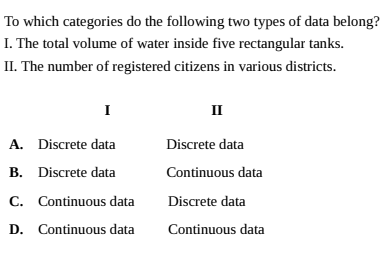 To which categories do the following two types of data belong?
I. The total volume of water inside five rectangular tanks.
II. The number of registered citizens in various districts.
I II
A. Discrete data Discrete data
B. Discrete data Continuous data
C. Continuous data Discrete data
D. Continuous data Continuous data